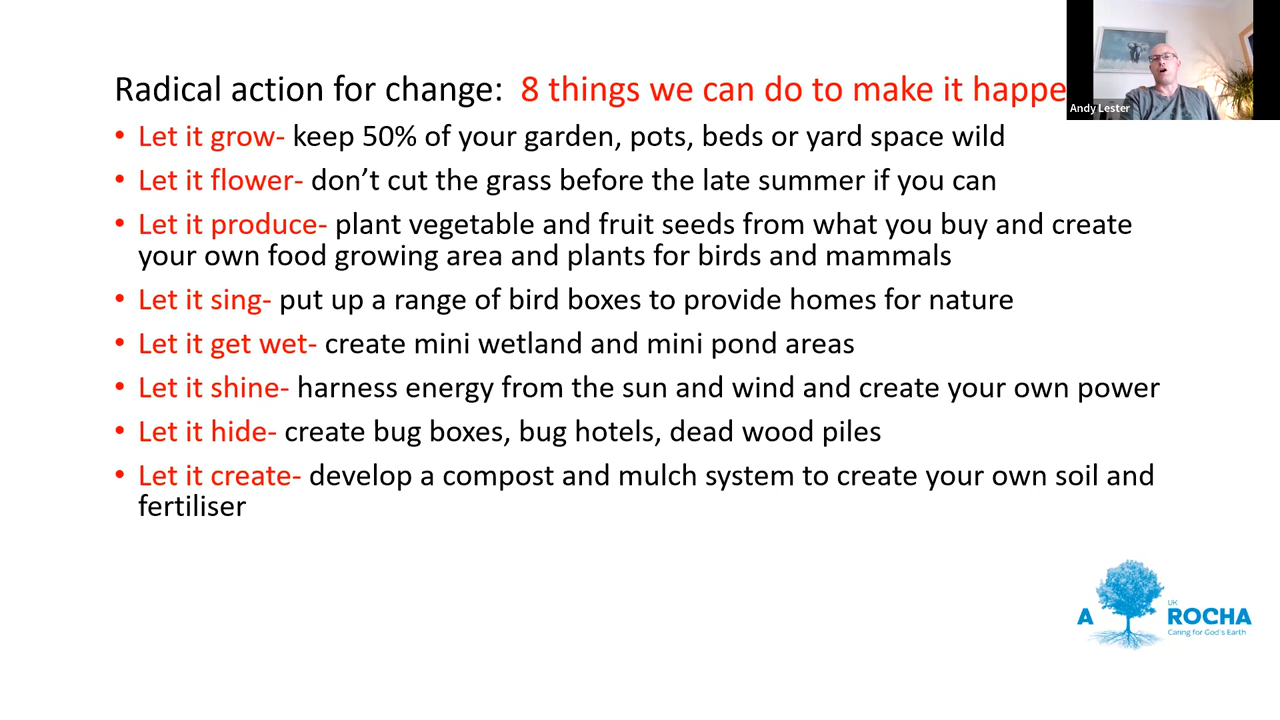 Radical action for change: 8 things we can do to make it happe
Andy Lester
• Let it grow- keep 50% of your garden, pots, beds or yard space wild
• Let it flower- don’t cut the grass before the late summer if you can
• Let it produce- plant vegetable and fruit seeds from what you buy and create
your own food growing area and plants for birds and mammals
• Let it sing- put up a range of bird boxes to provide homes for nature
• Let it get wet- create mini wetland and mini pond areas
• Let it shine- harness energy from the sun and wind and create your own power
• Let it hide- create bug boxes, bug hotels, dead wood piles
• Let it create- develop a compost and mulch system to create your own soil and
fertiliser
UK
A ROCHA
Caring for God's Earth